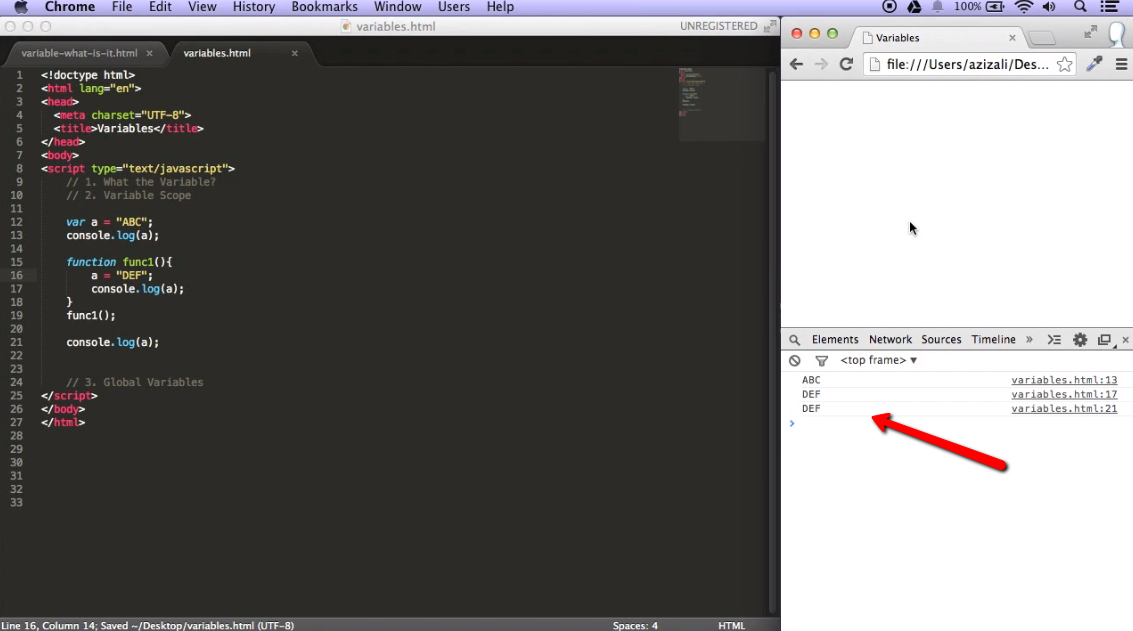 Chrome File Edit View History Bookmarks Window Users Help 100%
variables.html UNREGISTERED
variable-what-is-it.html × variables.html ×
1 <!doctype html>
2 <html lang="en">
3 <head>
4 <meta charset="UTF-8">
5 <title>Variables</title>
6 </head>
7 <body>
8 <script type="text/javascript">
9 // 1. What the Variable?
10 // 2. Variable Scope
11
12 var a = "ABC";
13 console.log(a);
14
15 function func1(){
16 a = "DEF";
17 console.log(a);
18 }
19 func1();
20
21 console.log(a);
22
23
24 // 3. Global Variables
25 </script>
26 </body>
27 </html>
28
29
30
31
32
33
Line 16, Column 14; Saved ~/Desktop/variables.html (UTF-8) Spaces: 4 HTML
Variables ×
file:///Users/azizali/Des...
Elements Network Sources Timeline » ×
<top frame> ▼
ABC variables.html:13
DEF variables.html:17
DEF variables.html:21
>